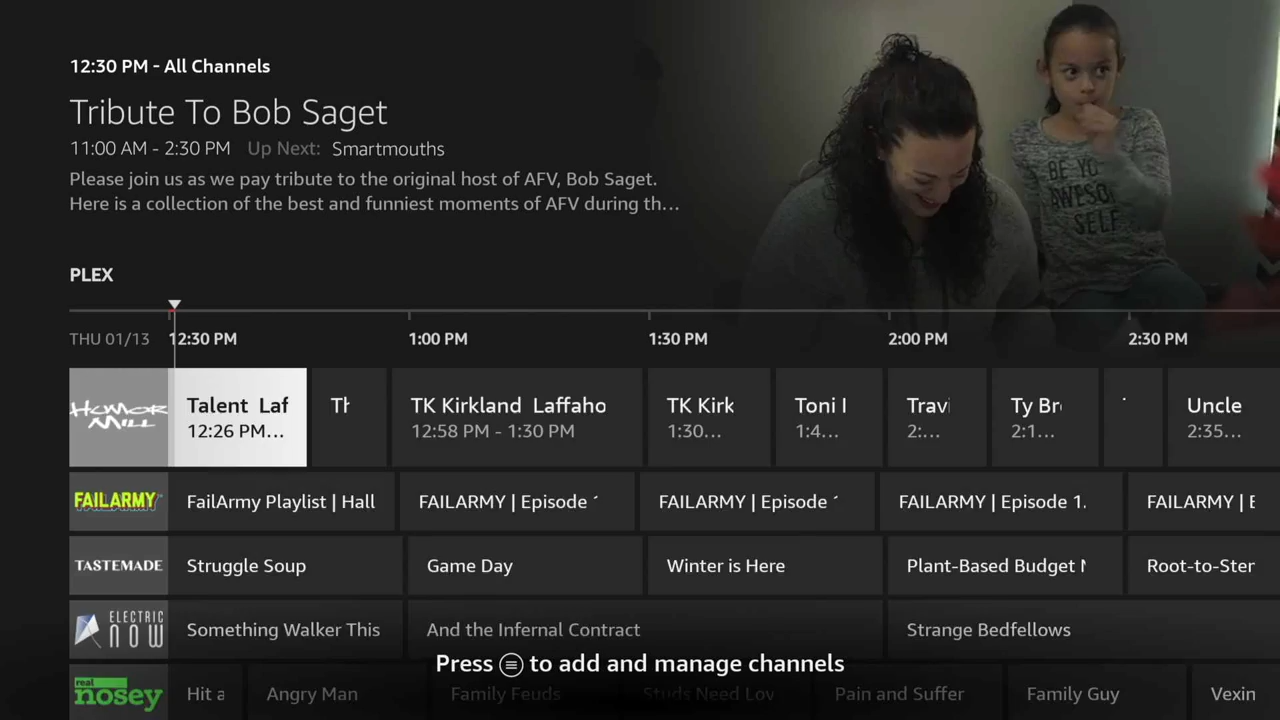 12:30 PM - All Channels
Tribute To Bob Saget
11:00 AM - 2:30 PM Up Next: Smartmouths
Please join us as we pay tribute to the original host of AFV, Bob Saget.
Here is a collection of the best and funniest moments of AFV during th...
BE YO
AWESO
SELF
PLEX
THU 01/13 12:30 PM 1:00 PM 1:30 PM 2:00 PM 2:30 PM
HUMOR MILL Talent Laf Th TK Kirkland Laffaho TK Kirk Toni Travi Ty Br Uncle
12:26 PM... 12:58 PM - 1:30 PM 1:30... 1:4... 2:... 2:1... 2:35...
FAILARMY FailArmy Playlist | Hall FAILARMY | Episode FAILARMY | Episode FAILARMY | Episode 1. FAILARMY | E
TASTEMADE Struggle Soup Game Day Winter is Here Plant-Based Budget Root-to-Ster
ELECTRIC NOW Something Walker This And the Infernal Contract Strange Bedfellows
Press to add and manage channels
real nosey Hit a Angry Man Family Feuds Studs Need Lov Pain and Suffer Family Guy Vexin